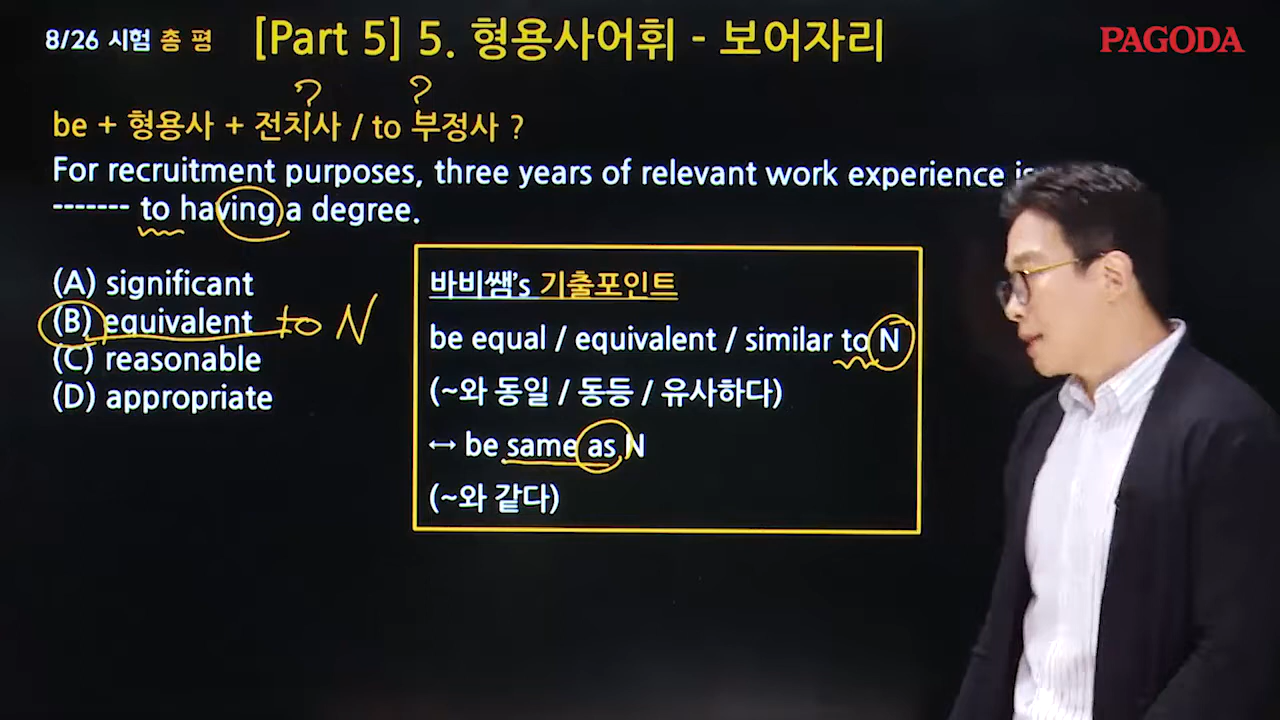 8/26 시험 총 평
[Part 5] 5. 형용사어휘 - 보어자리
PAGODA
? ?
be + 형용사 + 전치사 / to 부정사 ?
For recruitment purposes, three years of relevant work experience is
------- to having a degree.
(A) significant
(B) equivalent to N
(C) reasonable
(D) appropriate
바비쌤's 기출포인트
be equal / equivalent / similar to N
(~와 동일 / 동등 / 유사하다)
↔ be same as N
(~와 같다)